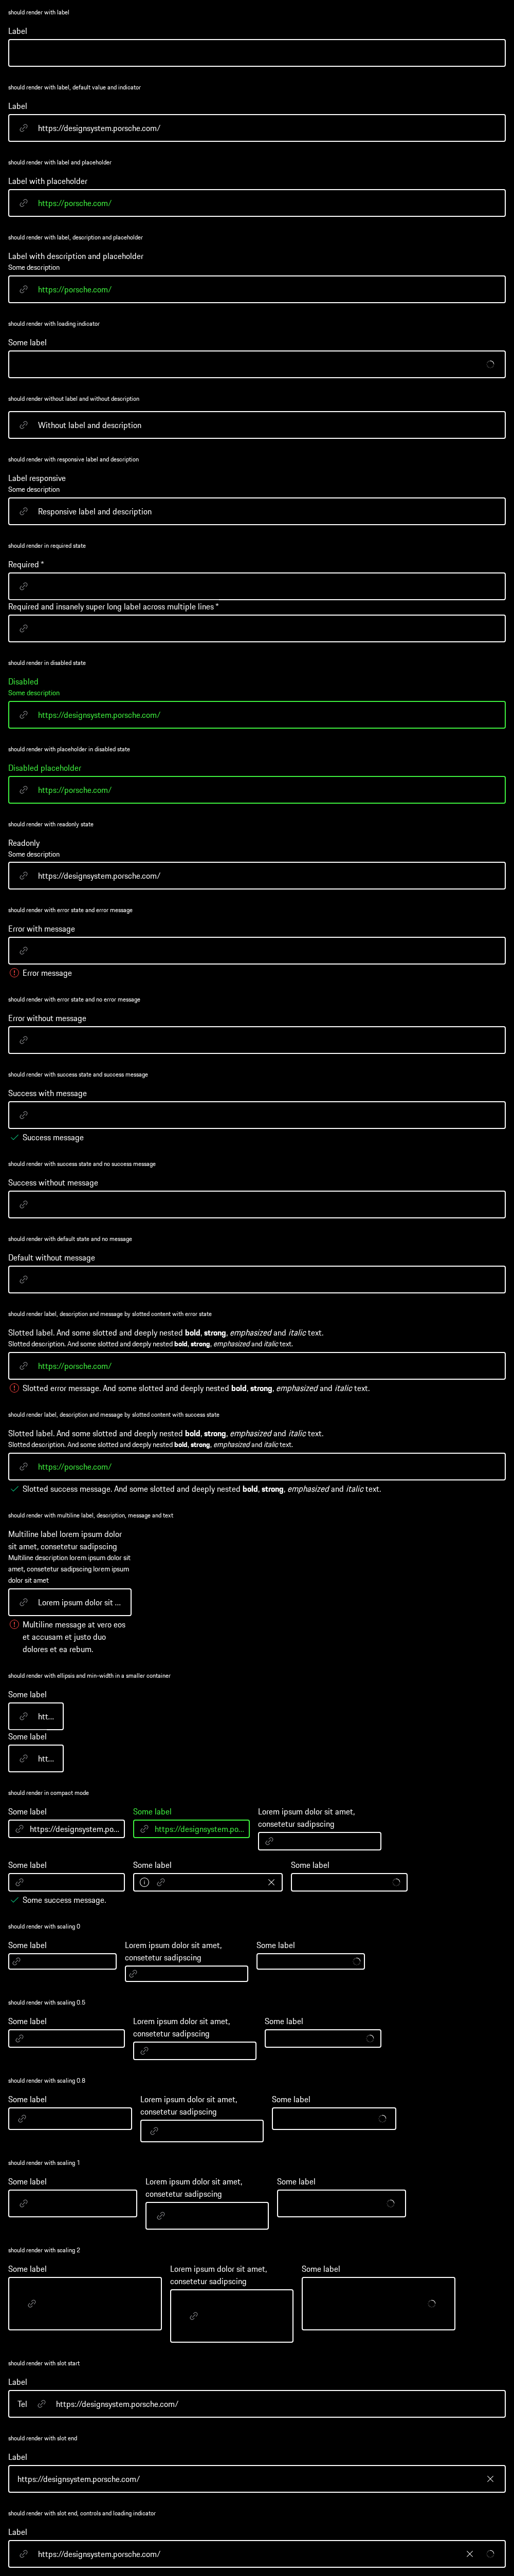 should render with label
Label
should render with label, default value and indicator
Label
https://designsystem.porsche.com/
should render with label and placeholder
Label with placeholder
https://porsche.com/
should render with label, description and placeholder
Label with description and placeholder
Some description
https://porsche.com/
should render with loading indicator
Some label
should render without label and without description
Without label and description
should render with responsive label and description
Label responsive
Some description
Responsive label and description
should render in required state
Required *
Required and insanely super long label across multiple lines *
should render in disabled state
Disabled
Some description
https://designsystem.porsche.com/
should render with placeholder in disabled state
Disabled placeholder
https://porsche.com/
should render with readonly state
Readonly
Some description
https://designsystem.porsche.com/
should render with error state and error message
Error with message
Error message
should render with error state and no error message
Error without message
should render with success state and success message
Success with message
Success message
should render with success state and no success message
Success without message
should render with default state and no message
Default without message
should render label, description and message by slotted content with error state
Slotted label. And some slotted and deeply nested bold, strong, emphasized and italic text.
Slotted description. And some slotted and deeply nested bold, strong, emphasized and italic text.
https://porsche.com/
Slotted error message. And some slotted and deeply nested bold, strong, emphasized and italic text.
should render label, description and message by slotted content with success state
Slotted label. And some slotted and deeply nested bold, strong, emphasized and italic text.
Slotted description. And some slotted and deeply nested bold, strong, emphasized and italic text.
https://porsche.com/
Slotted success message. And some slotted and deeply nested bold, strong, emphasized and italic text.
should render with multiline label, description, message and text
Multiline label lorem ipsum dolor
sit amet, consetetur sadipscing
Multiline description lorem ipsum dolor sit
amet, consetetur sadipscing lorem ipsum
dolor sit amet
Lorem ipsum dolor sit ...
Multiline message at vero eos
et accusam et justo duo
dolores et ea rebum.
should render with ellipsis and min-width in a smaller container
Some label
htt...
Some label
htt...
should render in compact mode
Some label
https://designsystem.po...
Some label
https://designsystem.po...
Lorem ipsum dolor sit amet,
consetetur sadipscing
Some label
Some success message.
Some label
Some label
should render with scaling 0
Some label
Lorem ipsum dolor sit amet,
consetetur sadipscing
Some label
should render with scaling 0.5
Some label
Lorem ipsum dolor sit amet,
consetetur sadipscing
Some label
should render with scaling 0.8
Some label
Lorem ipsum dolor sit amet,
consetetur sadipscing
Some label
should render with scaling 1
Some label
Lorem ipsum dolor sit amet,
consetetur sadipscing
Some label
should render with scaling 2
Some label
Lorem ipsum dolor sit amet,
consetetur sadipscing
Some label
should render with slot start
Label
Tel https://designsystem.porsche.com/
should render with slot end
Label
https://designsystem.porsche.com/
should render with slot end, controls and loading indicator
Label
https://designsystem.porsche.com/